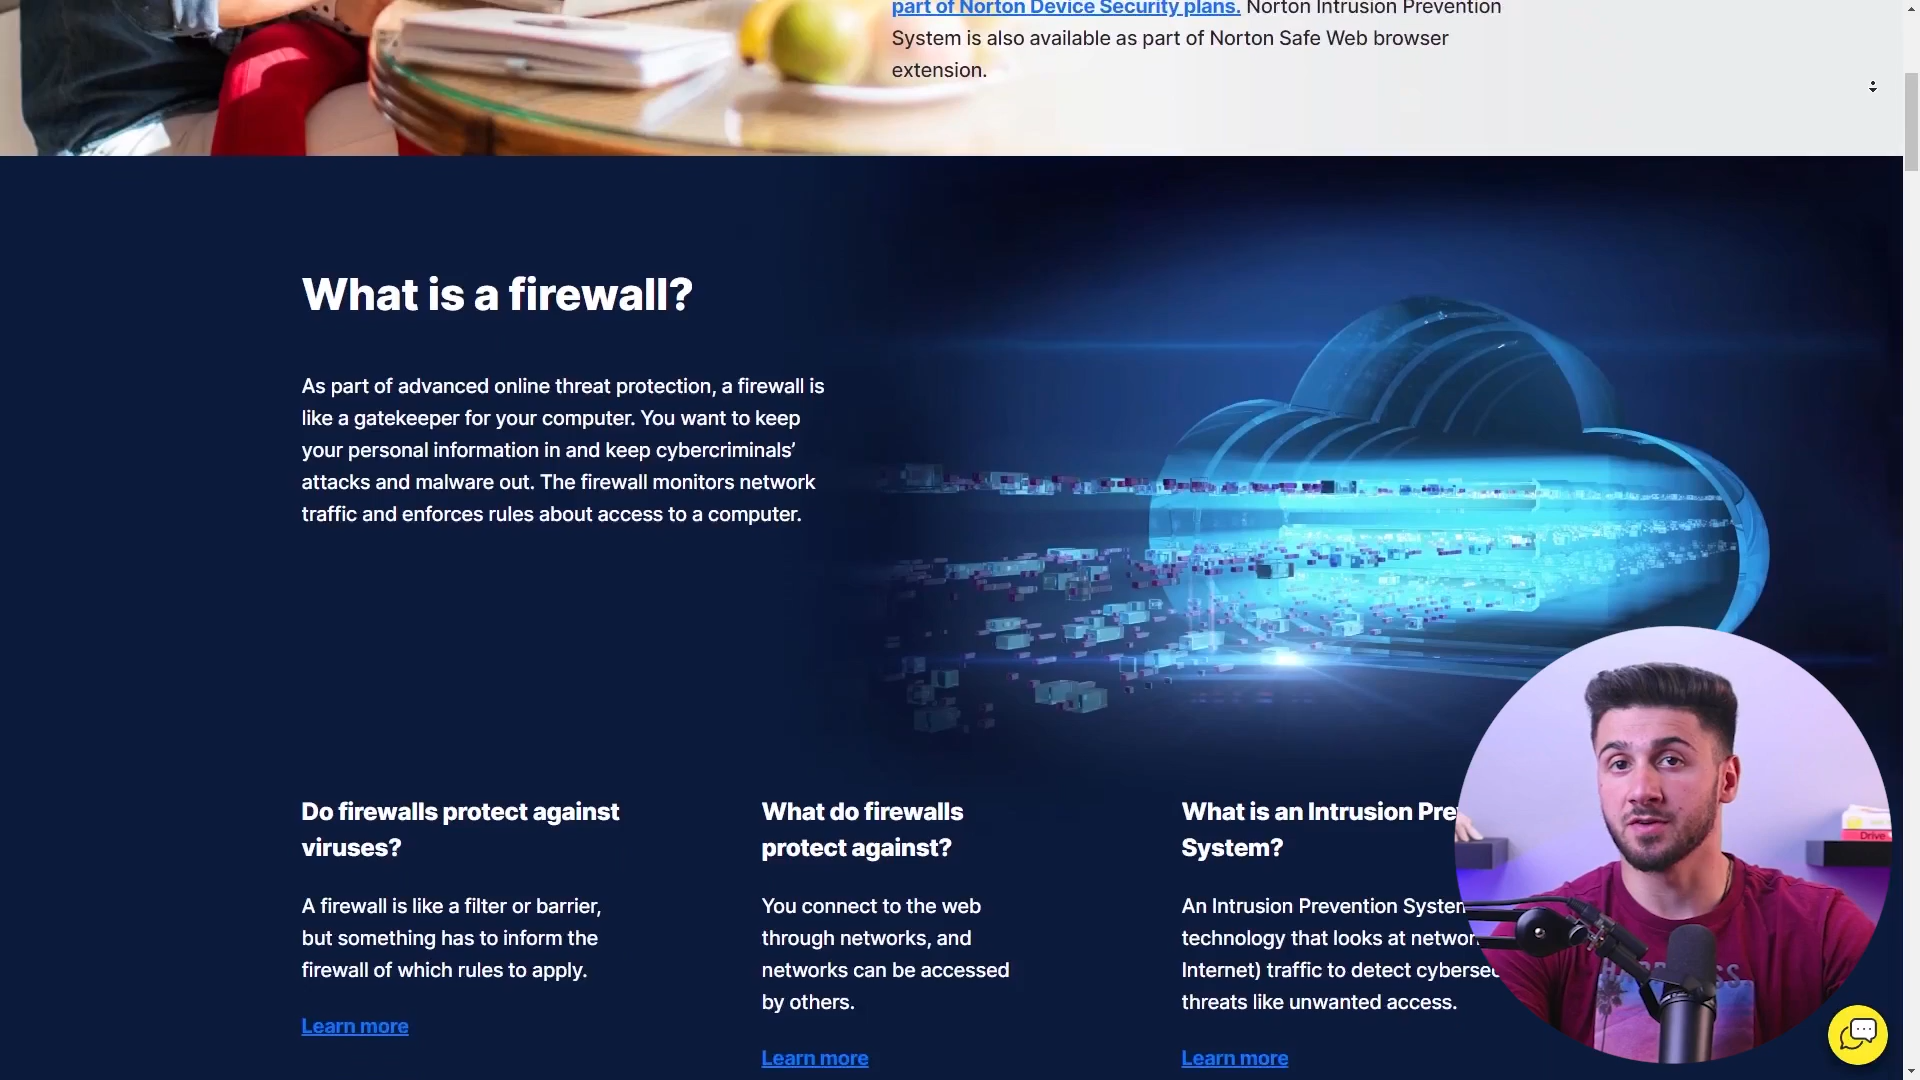 part of Norton Device Security plans. Norton Intrusion Prevention
System is also available as part of Norton Safe Web browser
extension.
What is a firewall?
As part of advanced online threat protection, a firewall is
like a gatekeeper for your computer. You want to keep
your personal information in and keep cybercriminals’
attacks and malware out. The firewall monitors network
traffic and enforces rules about access to a computer.
Do firewalls protect against
viruses?
A firewall is like a filter or barrier,
but something has to inform the
firewall of which rules to apply.
Learn more
What do firewalls
protect against?
You connect to the web
through networks, and
networks can be accessed
by others.
Learn more
What is an Intrusion
System?
An Intrusion Prevention
technology that looks at
Internet) traffic to detect
threats like unwanted access.
Learn more
Drive